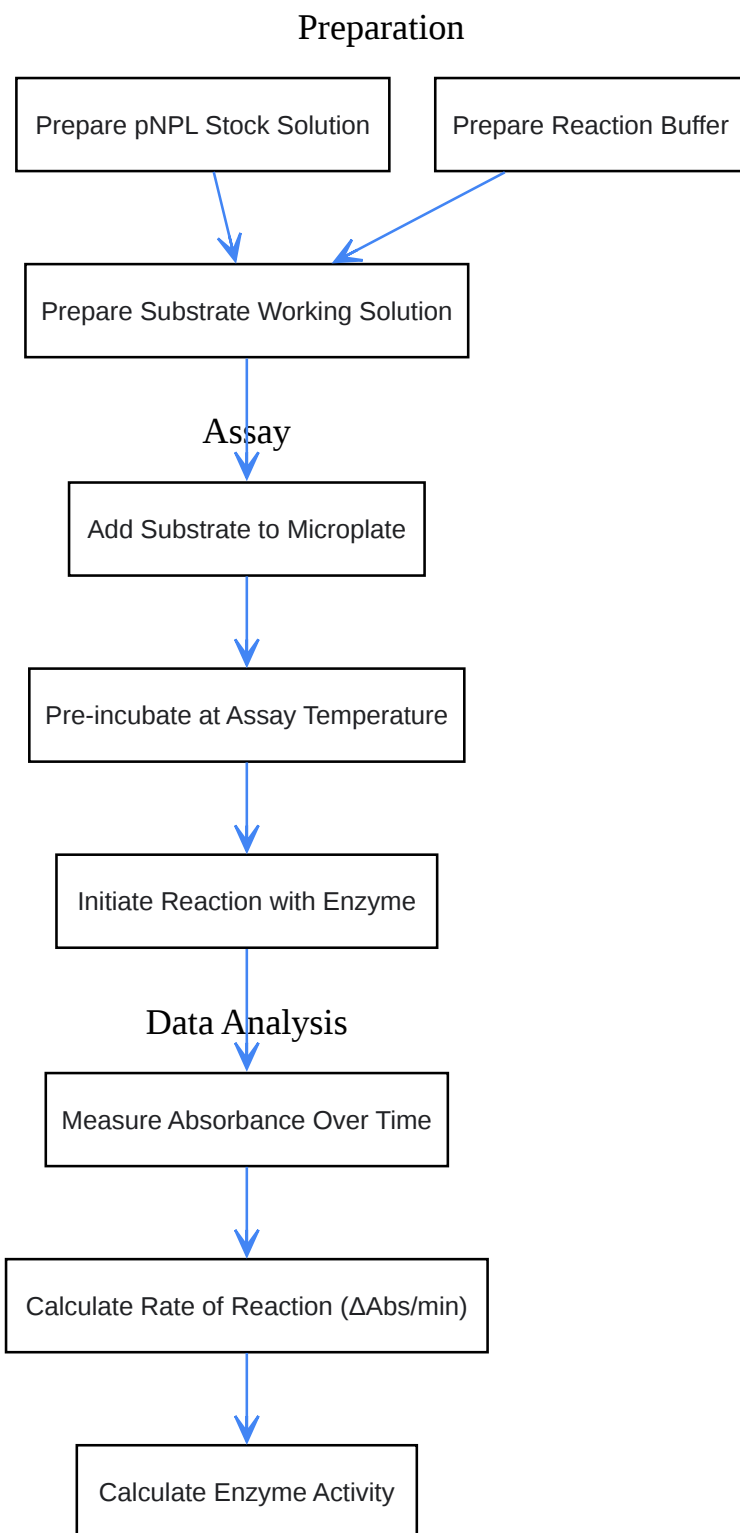 Preparation
Prepare pNPL Stock Solution
Prepare Reaction Buffer
Prepare Substrate Working Solution
Assay
Add Substrate to Microplate
Pre-incubate at Assay Temperature
Initiate Reaction with Enzyme
Data Analysis
Measure Absorbance Over Time
Calculate Rate of Reaction (ΔAbs/min)
Calculate Enzyme Activity